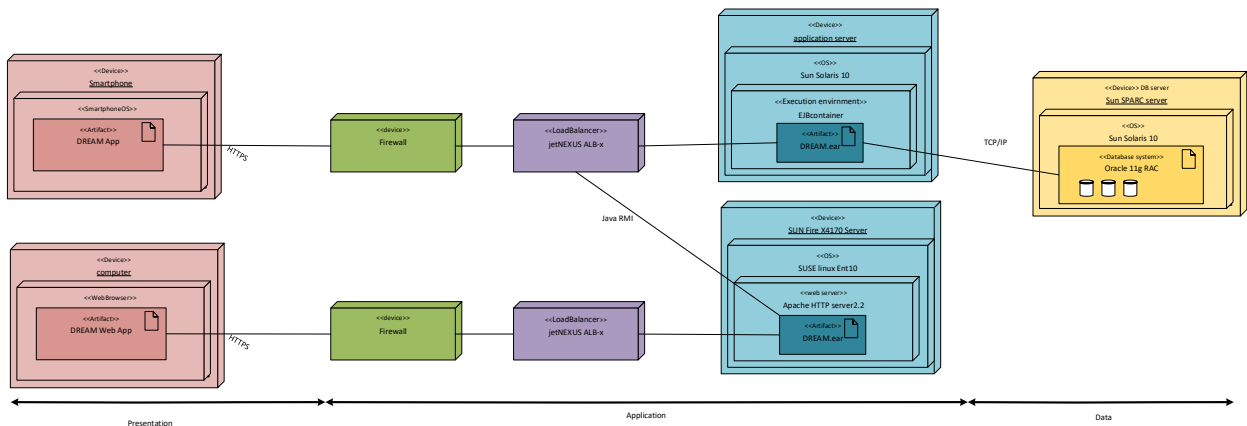 <<Device>>
Smartphone
<<SmartphoneOS>>
<<Artifact>>
DREAM App
HTTPS
<<device>>
Firewall
<<LoadBalancer>>
jetNEXUS ALB-x
<<Device>>
application server
<<OS>>
Sun Solaris 10
<<Execution envirnment>>
EJBcontainer
<<Artifact>>
DREAM.ear
TCP/IP
<<Device>> DB server
Sun SPARC server
<<OS>>
Sun Solaris 10
<<Database system>>
Oracle 11g RAC
Java RMI
<<Device>>
computer
<<WebBrowser>>
<<Artifact>>
DREAM Web App
HTTPS
<<device>>
Firewall
<<LoadBalancer>>
jetNEXUS ALB-x
<<Device>>
SUN Fire X4170 Server
<<OS>>
SUSE linux Ent10
<<web server>>
Apache HTTP server2.2
<<Artifact>>
DREAM.ear
Presentation
Application
Data